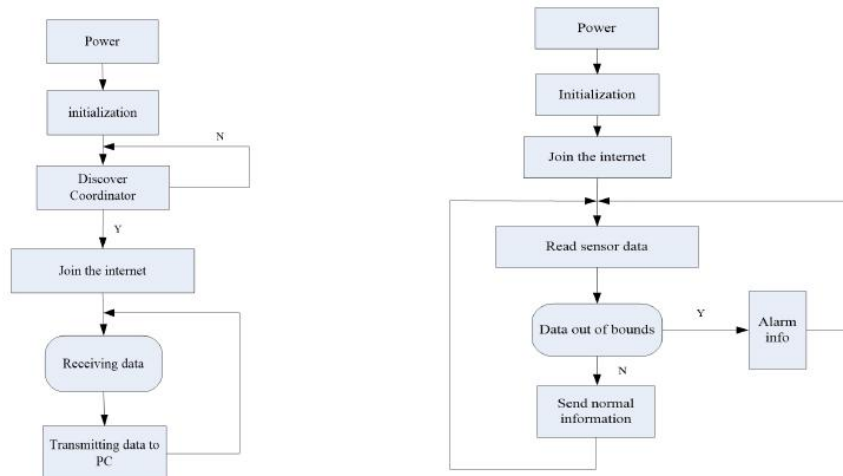 Power
initialization
N
Discover
Coordinator
Y
Join the internet
Receiving data
Transmitting data to
PC
Power
Initialization
Join the internet
Read sensor data
Data out of bounds
Y
Alarm
info
N
Send normal
information